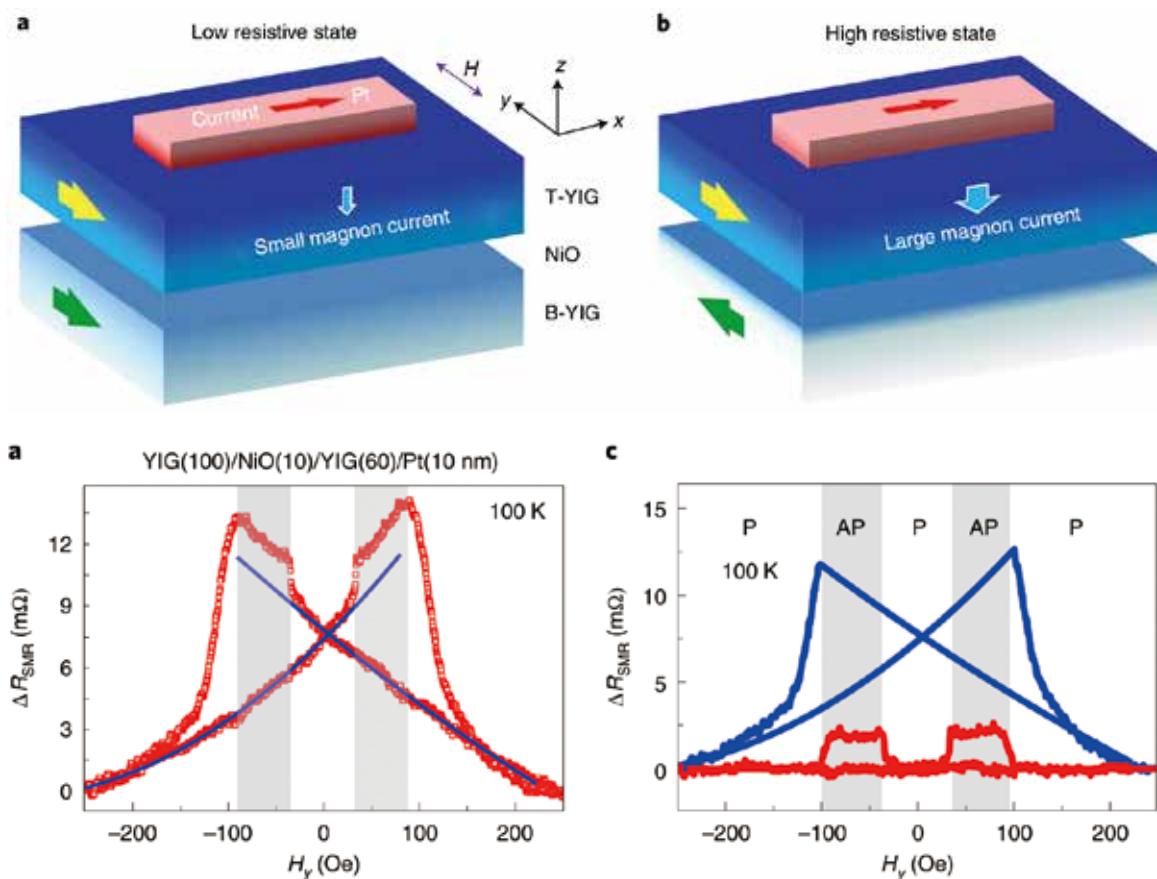 a
Low resistive state
H
z
y
x
Current
Pt
T-YIG
Small magnon current
NiO
B-YIG
b
High resistive state
Large magnon current
a
YIG(100)/NiO(10)/YIG(60)/Pt(10 nm)
100 K
ΔR_SMR (mΩ)
12
9
6
3
0
−200
−100
0
100
200
H_y (Oe)
c
P
AP
P
AP
P
100 K
ΔR_SMR (mΩ)
15
10
5
0
−200
−100
0
100
200
H_y (Oe)